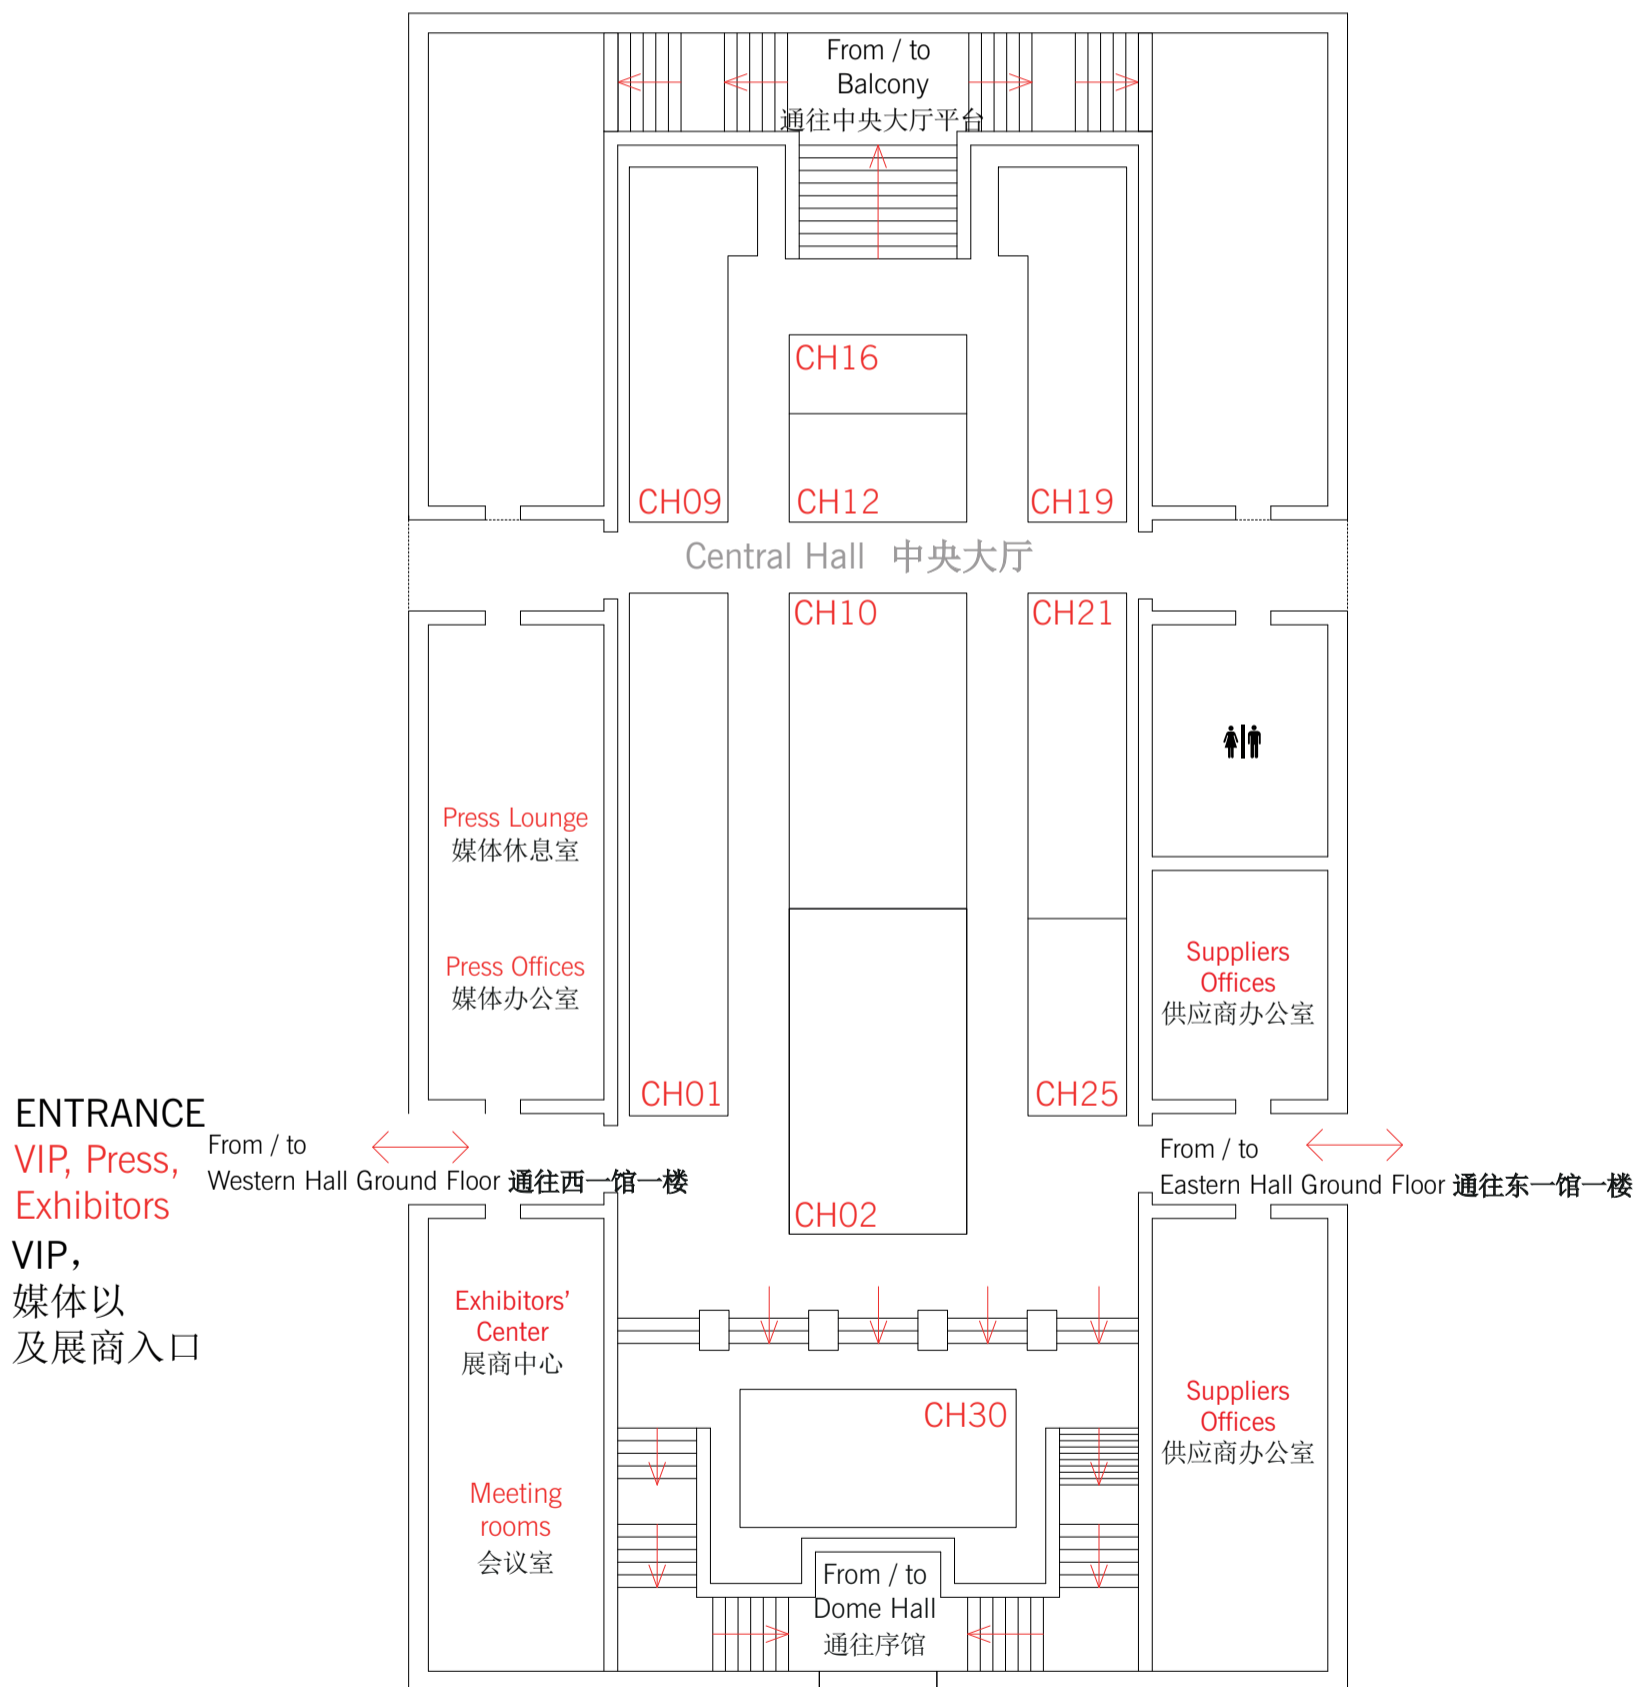 From / to
Balcony
通往中央大厅平台
CH16
CH09
CH12
CH19
Central Hall 中央大厅
CH10
CH21
Press Lounge
媒体休息室
Press Offices
媒体办公室
Suppliers
Offices
供应商办公室
CH01
CH25
ENTRANCE
VIP, Press,
Exhibitors
VIP，
媒体以
及展商入口
From / to
Western Hall Ground Floor 通往西一馆一楼
From / to
Eastern Hall Ground Floor 通往东一馆一楼
CH02
Exhibitors’
Center
展商中心
CH30
Suppliers
Offices
供应商办公室
Meeting
rooms
会议室
From / to
Dome Hall
通往序馆